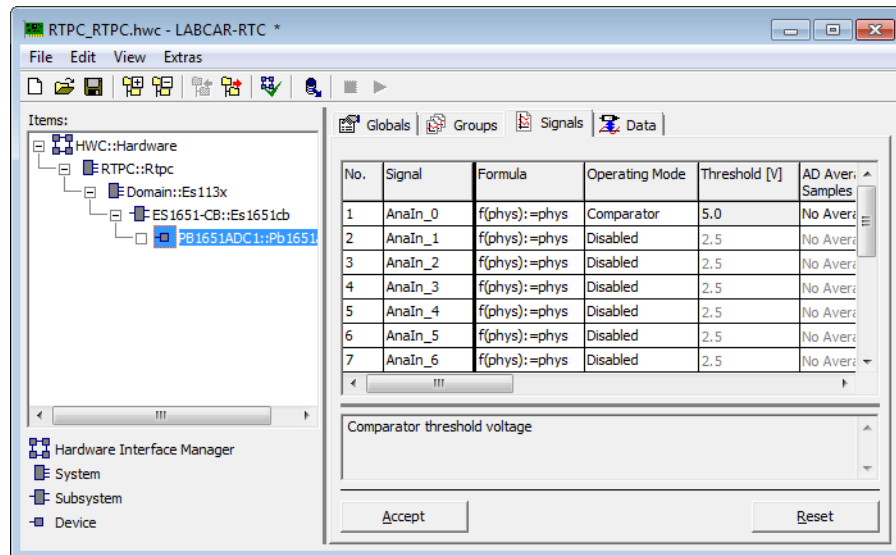 RTPC_RTPC.hwc - LABCAR-RTC *
File Edit View Extras
Items:
HWC::Hardware
RTPC::Rtpc
Domain::Es113x
ES1651-CB::Es1651cb
PB1651ADC1::Pb1651
Hardware Interface Manager
System
Subsystem
Device
Globals Groups Signals Data
No. Signal Formula Operating Mode Threshold [V] AD Avera
Samples
1 AnaIn_0 f(phys):=phys Comparator 5.0 No Avera
2 AnaIn_1 f(phys):=phys Disabled 2.5 No Avera
3 AnaIn_2 f(phys):=phys Disabled 2.5 No Avera
4 AnaIn_3 f(phys):=phys Disabled 2.5 No Avera
5 AnaIn_4 f(phys):=phys Disabled 2.5 No Avera
6 AnaIn_5 f(phys):=phys Disabled 2.5 No Avera
7 AnaIn_6 f(phys):=phys Disabled 2.5 No Avera
Comparator threshold voltage
Accept Reset